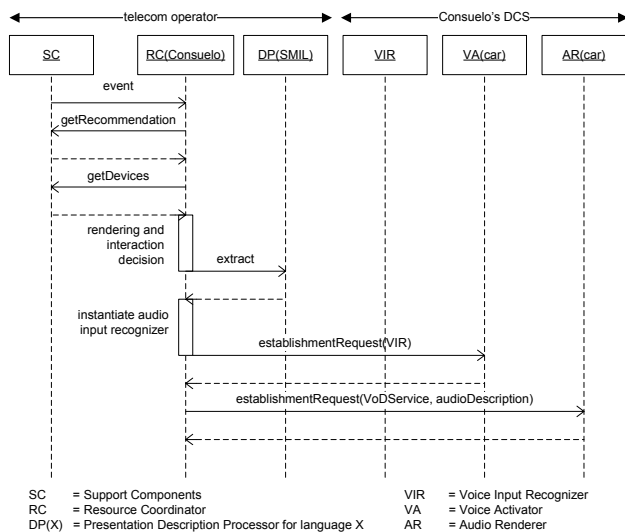 telecom operator
Consuelo's DCS
SC
RC(Consuelo)
DP(SMIL)
VIR
VA(car)
AR(car)
event
getRecommendation
getDevices
rendering and
interaction
decision
extract
instantiate audio
input recognizer
establishmentRequest(VIR)
establishmentRequest(VoDService, audioDescription)
SC = Support Components
RC = Resource Coordinator
DP(X) = Presentation Description Processor for language X
VIR = Voice Input Recognizer
VA = Voice Activator
AR = Audio Renderer